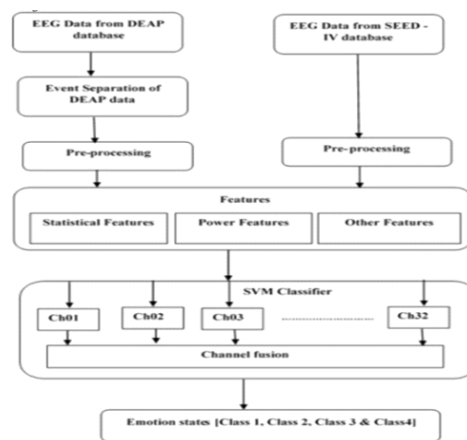 EEG Data from DEAP
database
EEG Data from SEED -
IV database
Event Separation of
DEAP data
Pre-processing
Pre-processing
Features
Statistical Features
Power Features
Other Features
SVM Classifier
Ch01
Ch02
Ch03
Ch32
Channel fusion
Emotion states [Class 1, Class 2, Class 3 & Class4]